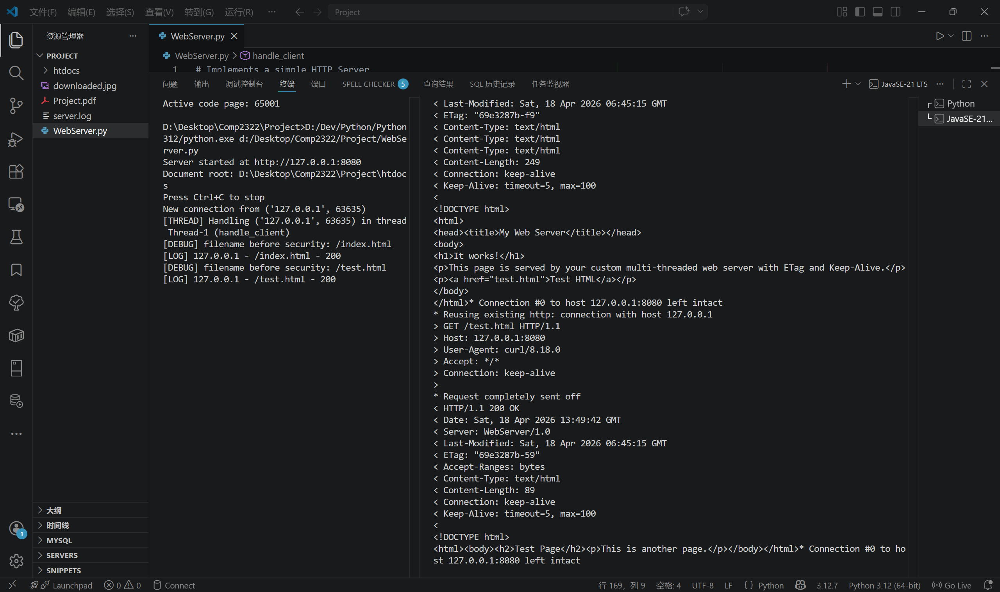 文件(F) 编辑(E) 选择(S) 查看(V) 转到(G) 运行(R) ··· Project
资源管理器 ···
PROJECT
htdocs
downloaded.jpg
Project.pdf
server.log
WebServer.py
大纲
时间线
MYSQL
SERVERS
SNIPPETS
1
WebServer.py
WebServer.py > handle_client
1 # Implements a simple HTTP Server
问题 输出 调试控制台 终端 端口 SPELL CHECKER 5 查询结果 SQL 历史记录 任务监视器 JavaSE-21 LTS ···
Active code page: 65001
D:\Desktop\Comp2322\Project>D:/Dev/Python/Python
312/python.exe d:/Desktop/Comp2322/Project/WebSe
rver.py
Server started at http://127.0.0.1:8080
Document root: D:\Desktop\Comp2322\Project\htdoc
s
Press Ctrl+C to stop
New connection from ('127.0.0.1', 63635)
[THREAD] Handling ('127.0.0.1', 63635) in thread
Thread-1 (handle_client)
[DEBUG] filename before security: /index.html
[LOG] 127.0.0.1 - /index.html - 200
[DEBUG] filename before security: /test.html
[LOG] 127.0.0.1 - /test.html - 200
< Last-Modified: Sat, 18 Apr 2026 06:45:15 GMT
< ETag: "69e3287b-f9"
< Content-Type: text/html
< Content-Type: text/html
< Content-Type: text/html
< Content-Length: 249
< Connection: keep-alive
< Keep-Alive: timeout=5, max=100
<
<!DOCTYPE html>
<html>
<head><title>My Web Server</title></head>
<body>
<h1>It works!</h1>
<p>This page is served by your custom multi-threaded web server with ETag and Keep-Alive.</p>
<p><a href="test.html">Test HTML</a></p>
</body>
</html>* Connection #0 to host 127.0.0.1:8080 left intact
* Reusing existing http: connection with host 127.0.0.1
> GET /test.html HTTP/1.1
> Host: 127.0.0.1:8080
> User-Agent: curl/8.18.0
> Accept: */*
> Connection: keep-alive
>
* Request completely sent off
< HTTP/1.1 200 OK
< Date: Sat, 18 Apr 2026 13:49:42 GMT
< Server: WebServer/1.0
< Last-Modified: Sat, 18 Apr 2026 06:45:15 GMT
< ETag: "69e3287b-59"
< Accept-Ranges: bytes
< Content-Type: text/html
< Content-Length: 89
< Connection: keep-alive
< Keep-Alive: timeout=5, max=100
<
<!DOCTYPE html>
<html><body><h2>Test Page</h2><p>This is another page.</p></body></html>* Connection #0 to ho
st 127.0.0.1:8080 left intact
Python
JavaSE-21...
Launchpad 0 0 Connect 行 169，列 9 空格: 4 UTF-8 LF { } Python 3.12.7 Python 3.12 (64-bit) Go Live